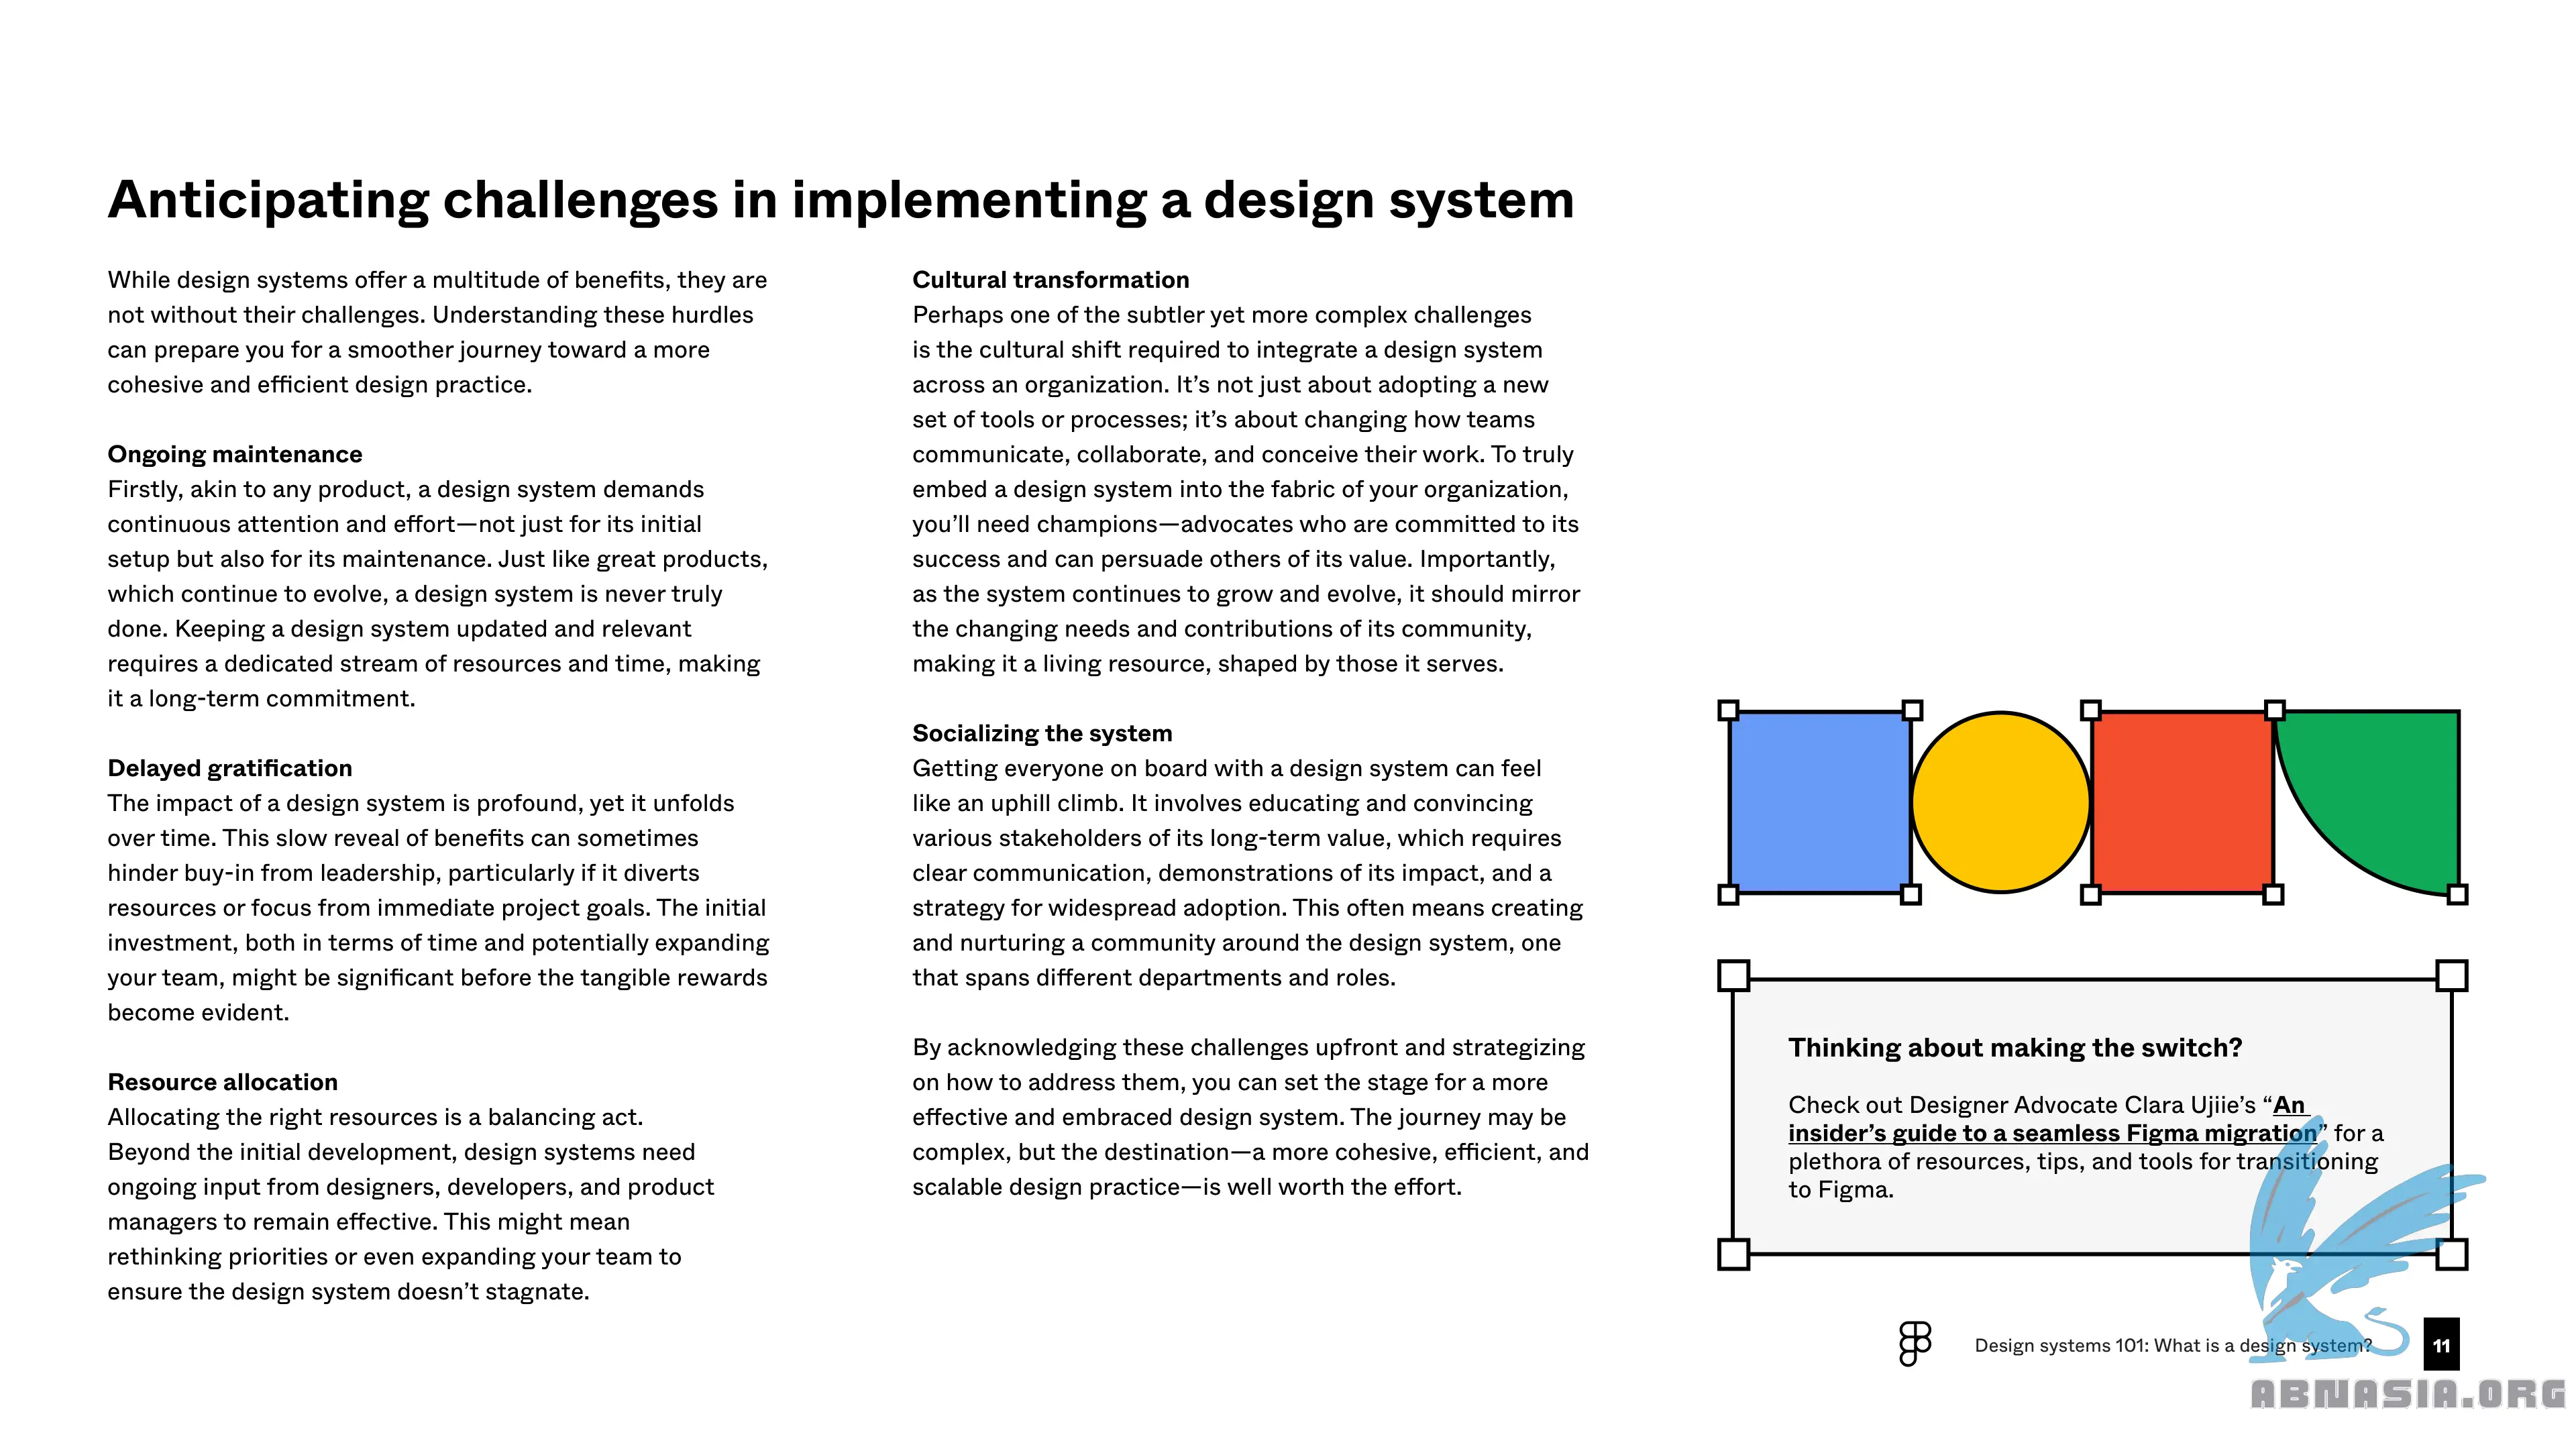 Anticipating challenges in implementing a design system
While design systems offer a multitude of benefits, they are
not without their challenges. Understanding these hurdles
can prepare you for a smoother journey toward a more
cohesive and efficient design practice.
Ongoing maintenance
Firstly, akin to any product, a design system demands
continuous attention and effort—not just for its initial
setup but also for its maintenance. Just like great products,
which continue to evolve, a design system is never truly
done. Keeping a design system updated and relevant
requires a dedicated stream of resources and time, making
it a long-term commitment.
Delayed gratification
The impact of a design system is profound, yet it unfolds
over time. This slow reveal of benefits can sometimes
hinder buy-in from leadership, particularly if it diverts
resources or focus from immediate project goals. The initial
investment, both in terms of time and potentially expanding
your team, might be significant before the tangible rewards
become evident.
Resource allocation
Allocating the right resources is a balancing act.
Beyond the initial development, design systems need
ongoing input from designers, developers, and product
managers to remain effective. This might mean
rethinking priorities or even expanding your team to
ensure the design system doesn’t stagnate.
Cultural transformation
Perhaps one of the subtler yet more complex challenges
is the cultural shift required to integrate a design system
across an organization. It’s not just about adopting a new
set of tools or processes; it’s about changing how teams
communicate, collaborate, and conceive their work. To truly
embed a design system into the fabric of your organization,
you’ll need champions—advocates who are committed to its
success and can persuade others of its value. Importantly,
as the system continues to grow and evolve, it should mirror
the changing needs and contributions of its community,
making it a living resource, shaped by those it serves.
Socializing the system
Getting everyone on board with a design system can feel
like an uphill climb. It involves educating and convincing
various stakeholders of its long-term value, which requires
clear communication, demonstrations of its impact, and a
strategy for widespread adoption. This often means creating
and nurturing a community around the design system, one
that spans different departments and roles.
By acknowledging these challenges upfront and strategizing
on how to address them, you can set the stage for a more
effective and embraced design system. The journey may be
complex, but the destination—a more cohesive, efficient, and
scalable design practice—is well worth the effort.
Thinking about making the switch?
Check out Designer Advocate Clara Ujiie’s “An
insider’s guide to a seamless Figma migration” for a
plethora of resources, tips, and tools for transitioning
to Figma.
Design systems 101: What is a design system?
11
ABNASIA.ORG